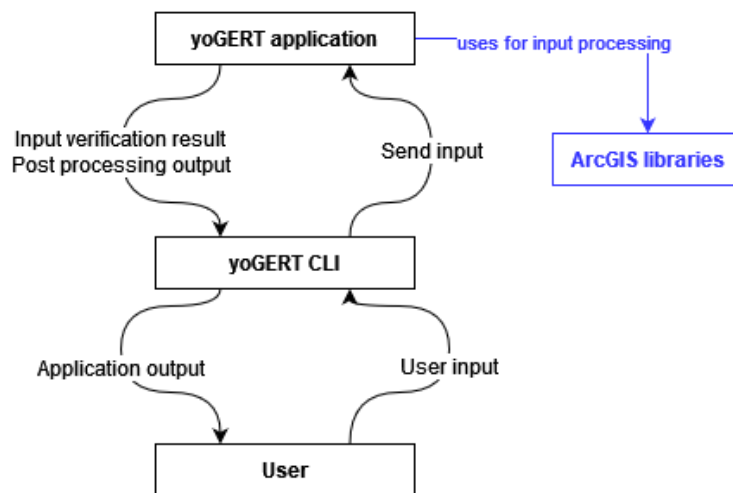 yoGERT application
uses for input processing
Input verification result
Post processing output
Send input
ArcGIS libraries
yoGERT CLI
Application output
User input
User